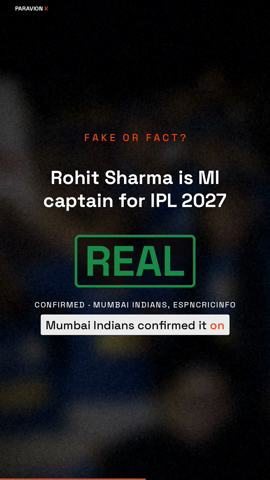 PARAVION X
FAKE OR FACT?
Rohit Sharma is MI
captain for IPL 2027
REAL
CONFIRMED - MUMBAI INDIANS, ESPNCRICINFO
Mumbai Indians confirmed it on